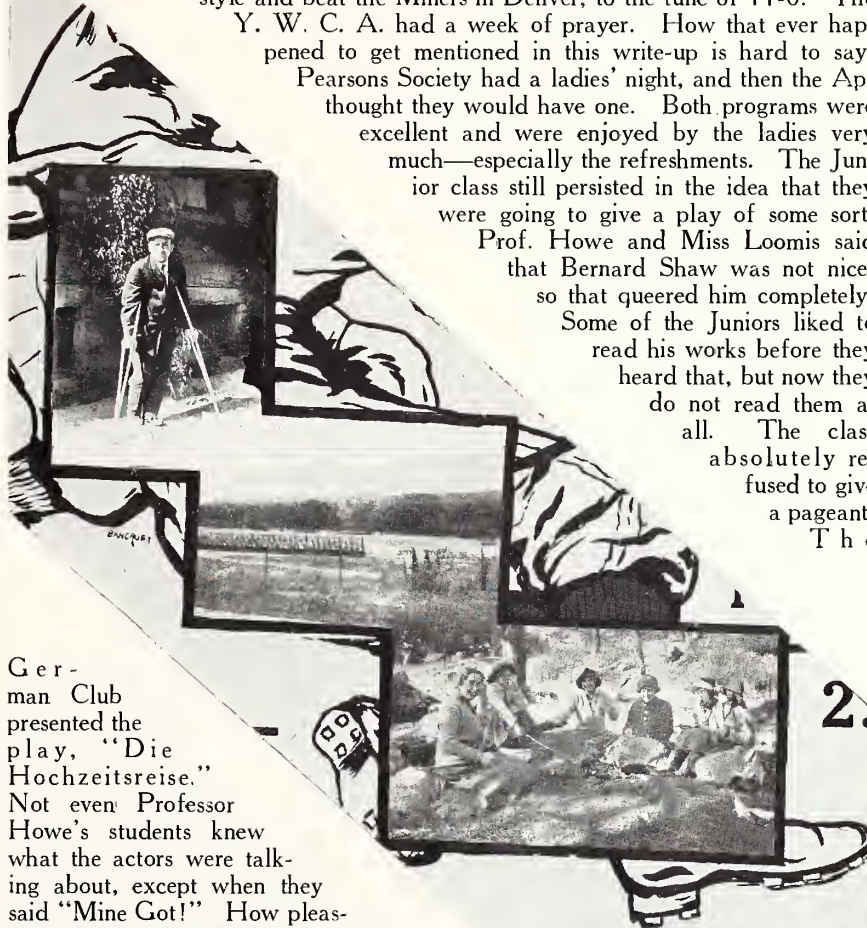 style and beat the Miners in Denver, to the tune of
Y. W. C. A. had a week of prayer. How that ever hap
pened to get mentioned in this write-up is hard to say
Pearsons Society had a ladies' night, and then the Ap
thought they would have one. Both programs were
excellent and were enjoyed by the ladies very
much—especially the refreshments. The Jun
ior class still persisted in the idea that they
were going to give a play of some sort
Prof. Howe and Miss Loomis said
that Bernard Shaw was not nice
so that queered him completely
Some of the Juniors liked to
read his works before they
heard that, but now they
do not read them a
all. The clas
absolutely re
fused to giv
a pageant
Th
BANCROFT
Ger-
man Club
presented the
play, "Die
Hochzeitsreise."
Not even Professor
Howe's students knew
what the actors were talk-
ing about, except when they
said "Mine Got!" How pleas-
2